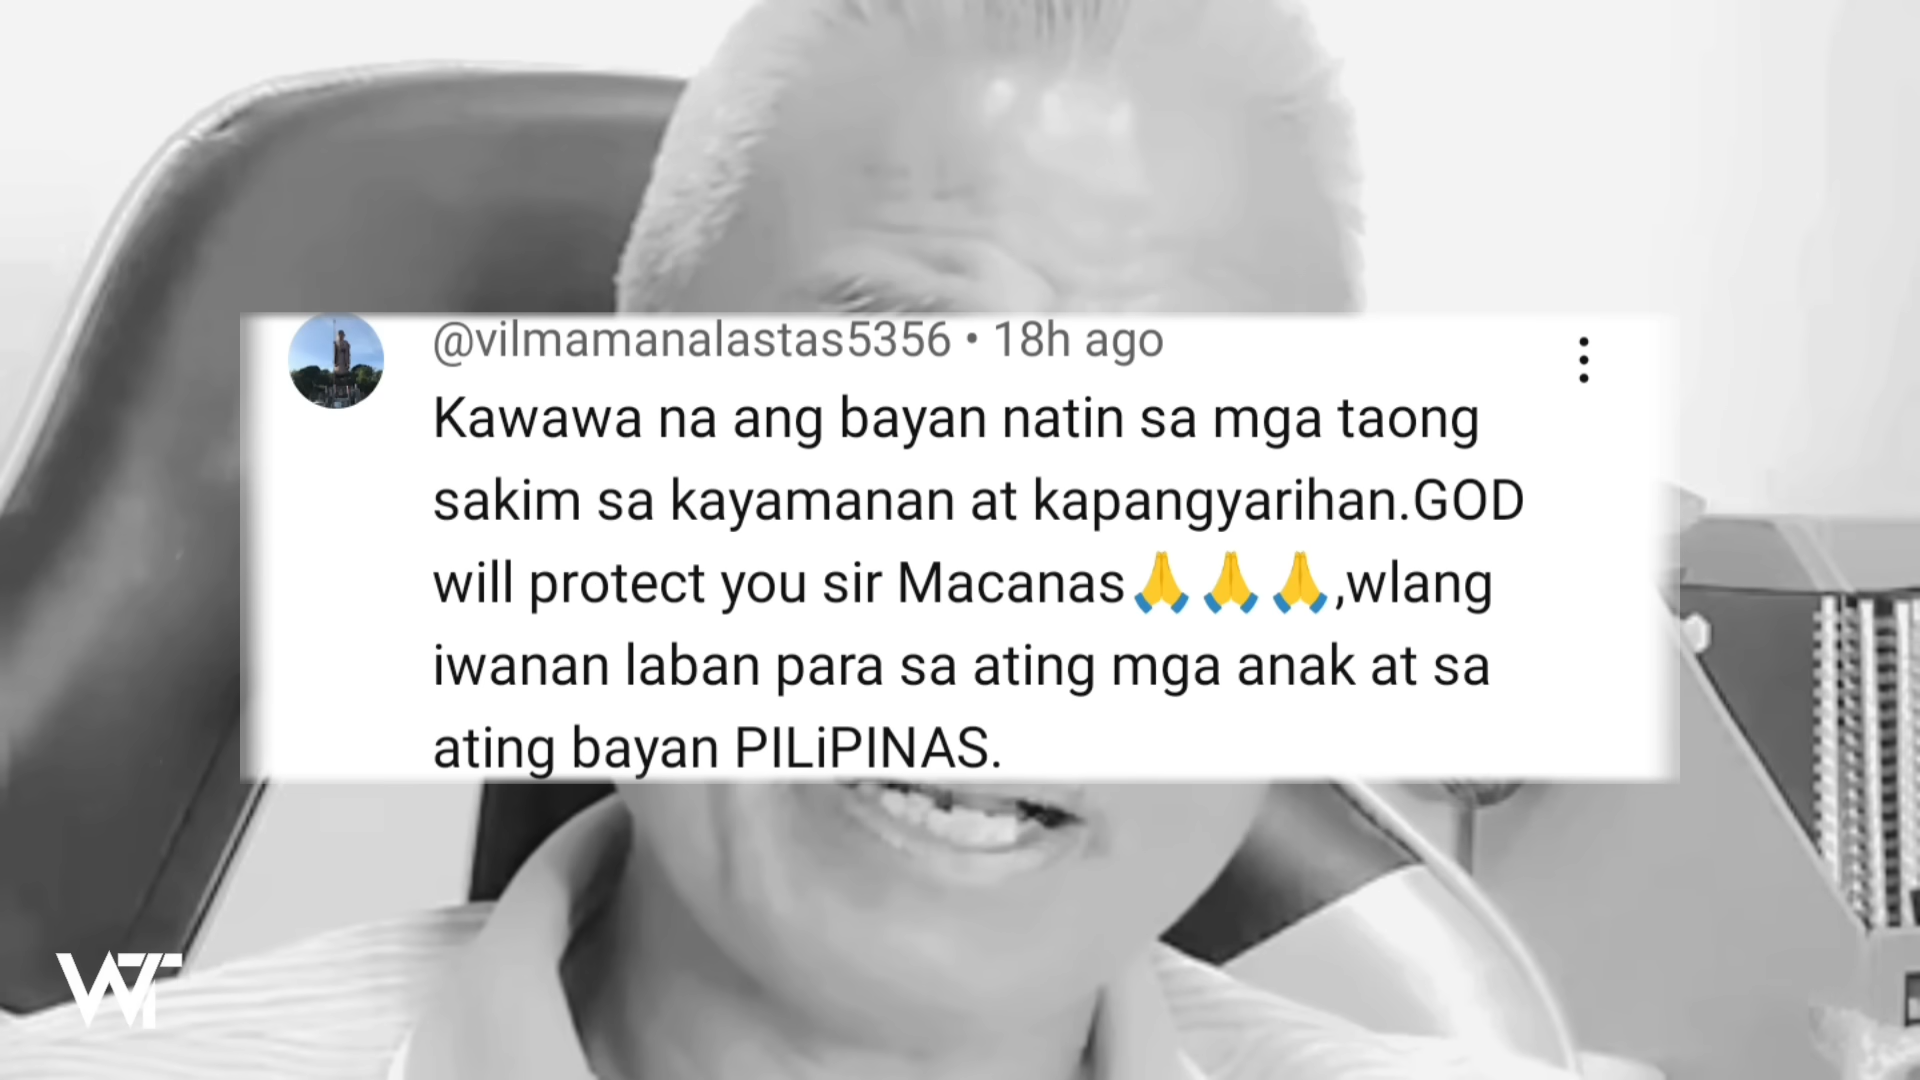 @vilmamanalastas5356 • 18h ago
Kawawa na ang bayan natin sa mga taong
sakim sa kayamanan at kapangyarihan.GOD
will protect you sir Macanas🙏🙏🙏,wlang
iwanan laban para sa ating mga anak at sa
ating bayan PILiPINAS.
WT